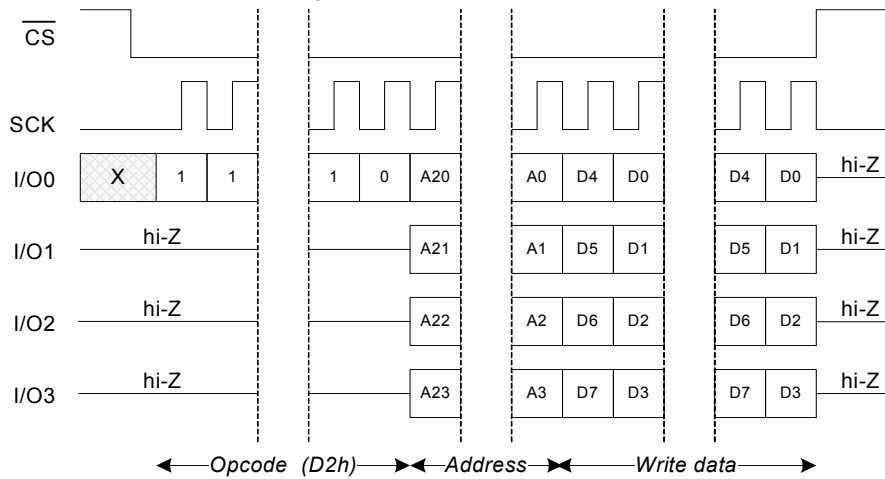 CS
SCK
I/O0 X 1 1 1 0 A20 A0 D4 D0 D4 D0 hi-Z
I/O1 hi-Z A21 A1 D5 D1 D5 D1 hi-Z
I/O2 hi-Z A22 A2 D6 D2 D6 D2 hi-Z
I/O3 hi-Z A23 A3 D7 D3 D7 D3 hi-Z
Opcode (D2h) Address Write data